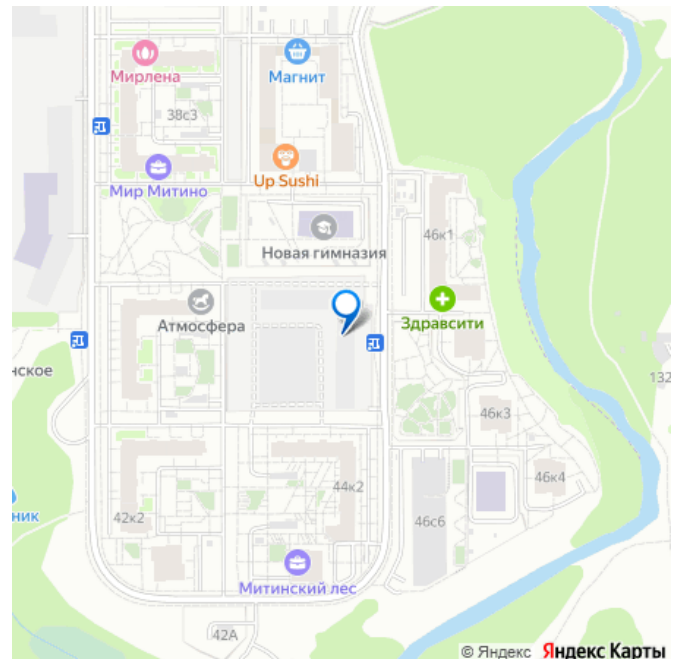 Мирлена
Магнит
38с3
Up Sushi
Мир Митино
46к1
Новая гимназия
Атмосфера
Здравсити
нское
132
46к3
46к4
44к2
42к2
46с6
ник
Митинский лес
42А
© Яндекс Яндекс Карты